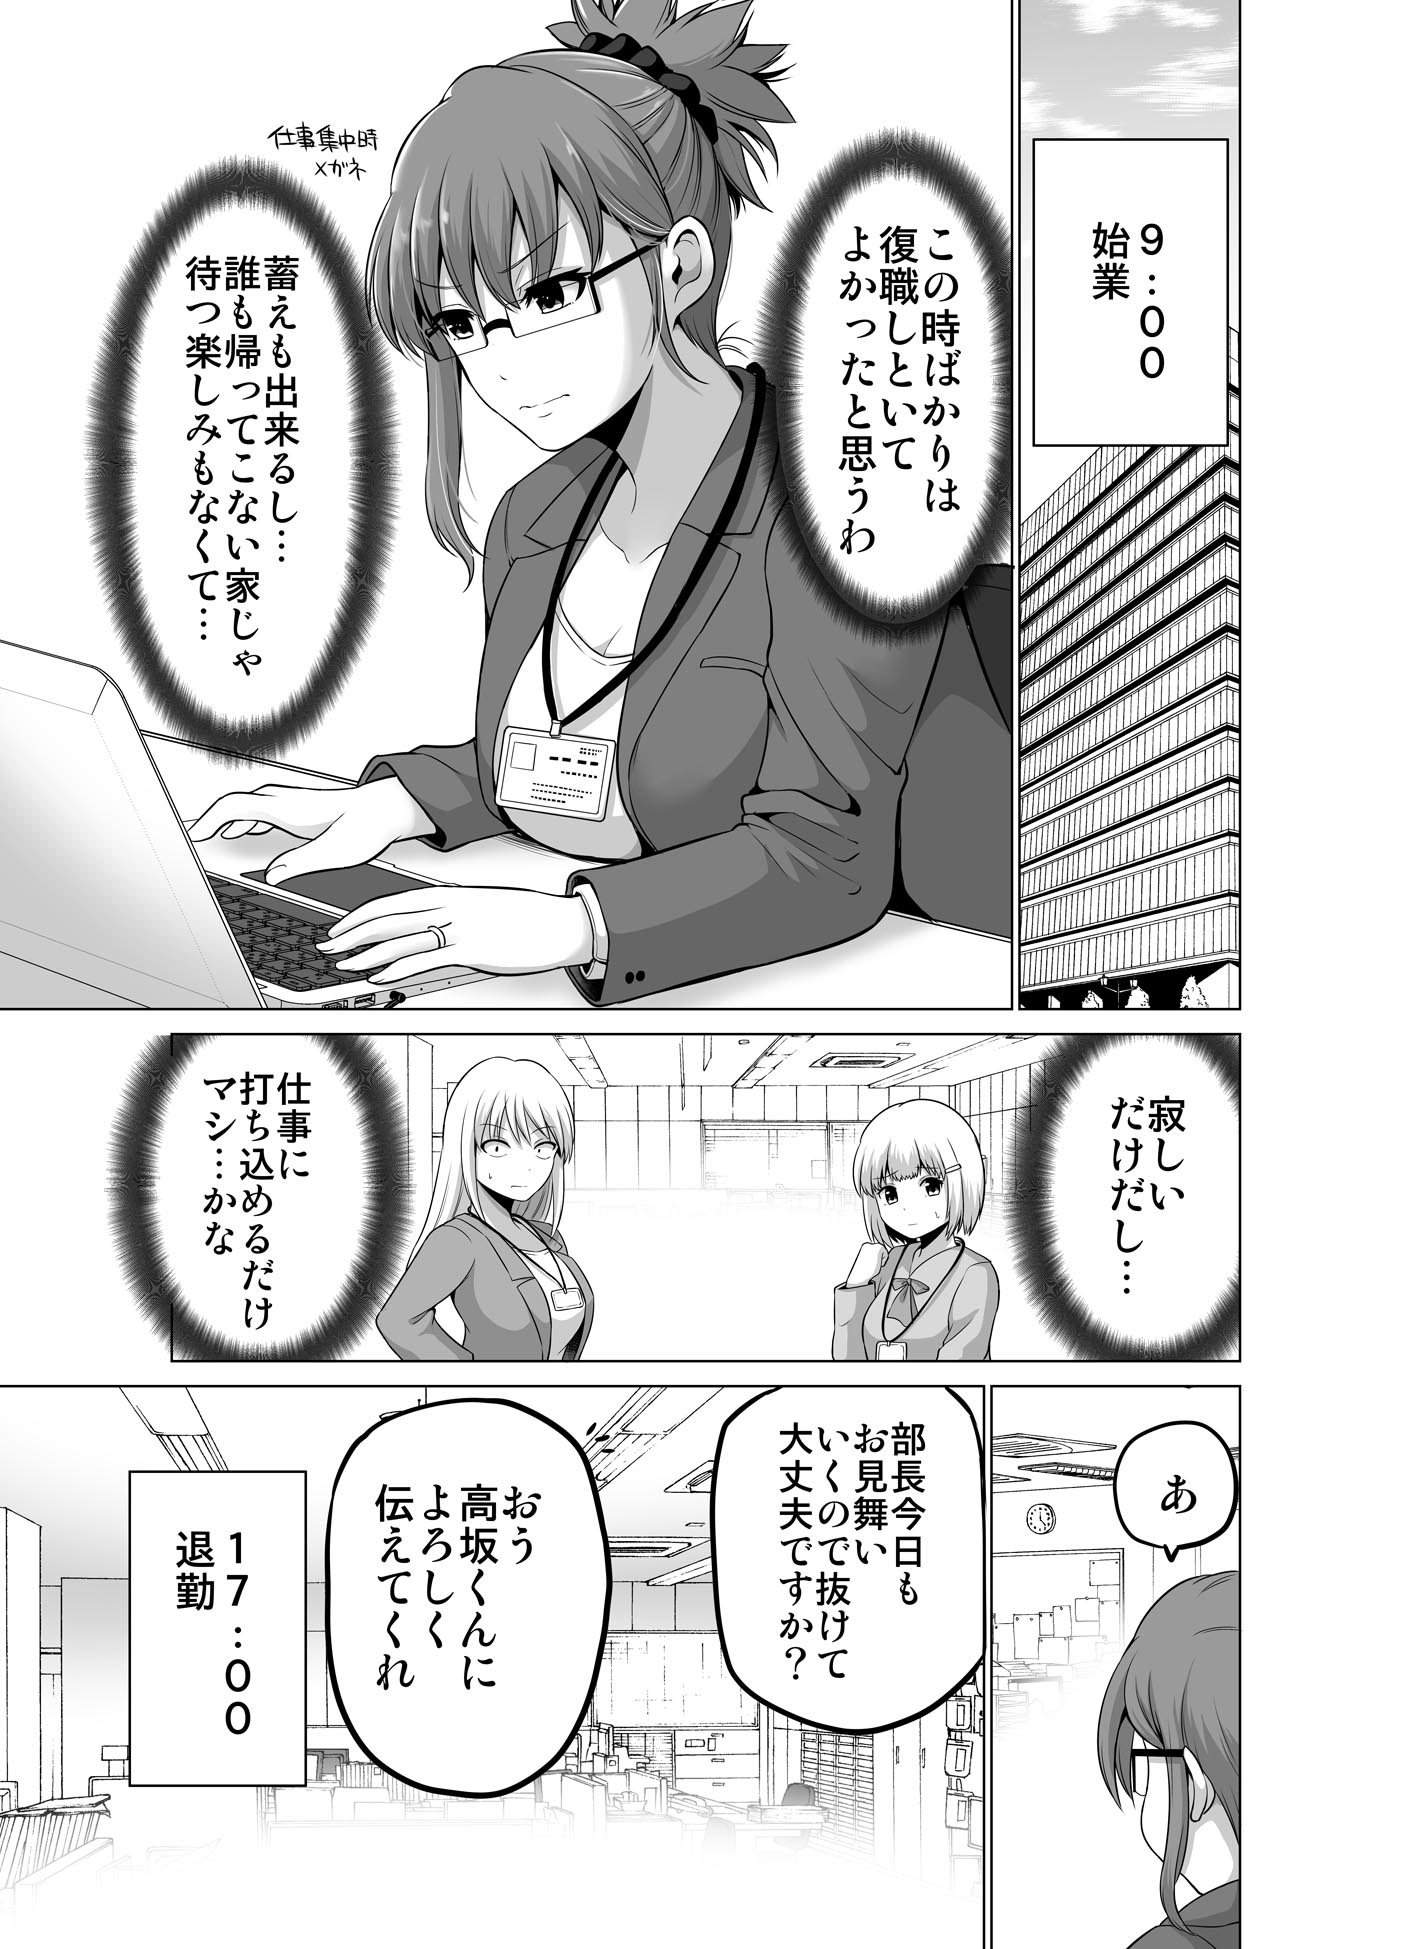 9:00
始業
この時ばかりは
復職しといて
よかったと思うわ
仕事集中時
メガネ
蓄えも出来るし…
誰も帰ってこない家じゃ
待つ楽しみもなくて…
寂しい
だけだし…
仕事に
打ち込めるだけ
マシ…かな
あ
部長今日も
お見舞い
いくので抜けて
大丈夫ですか？
おう
高坂くんに
よろしく
伝えてくれ
17:00
退勤